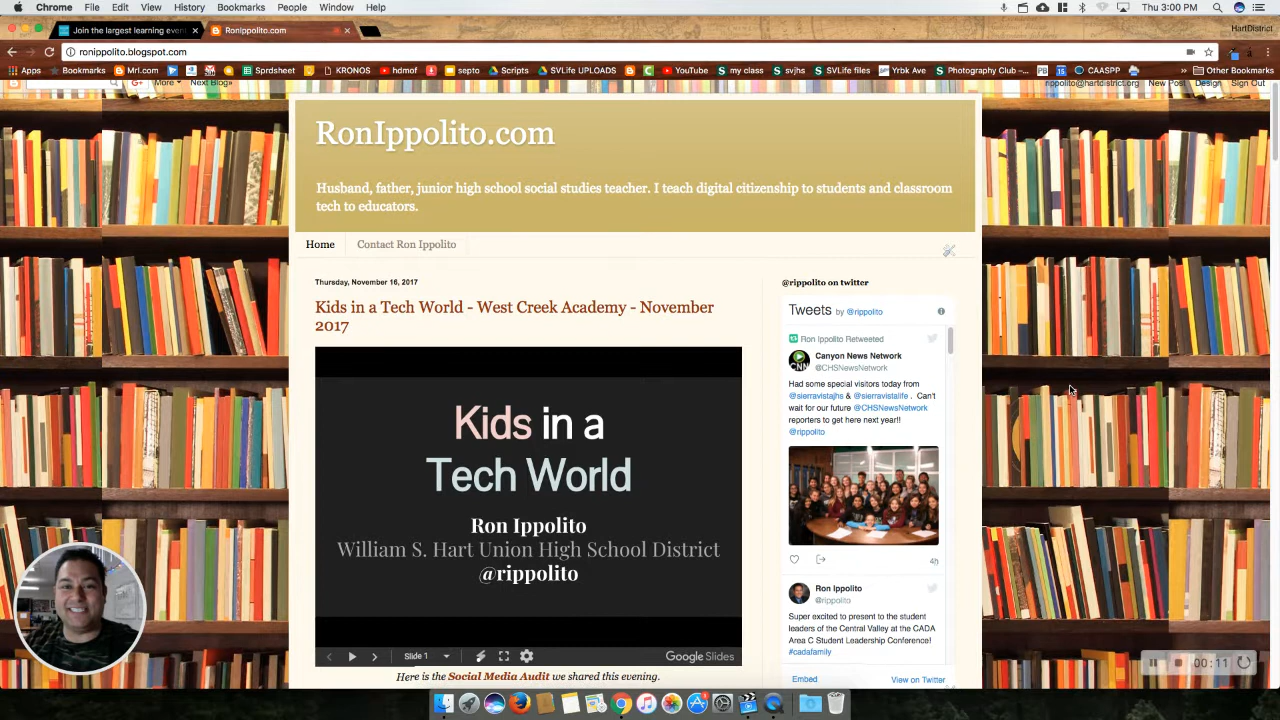 Chrome File Edit View History Bookmarks People Window Help Thu 3:00 PM
Join the largest learning even Ronippolito.com HartDistrict
ronippolito.blogspot.com
Apps Bookmarks Mrl.com Sprdsheet KRONOS hdmof septo Scripts SVLife UPLOADS YouTube my class svjhs SVLife files Yrbk Ave Photography Club –... CAASPP » Other Bookmarks
More Next Blog» rippolito@hartdistrict.org New Post Design Sign Out
RonIppolito.com
Husband, father, junior high school social studies teacher. I teach digital citizenship to students and classroom
tech to educators.
Home Contact Ron Ippolito
Thursday, November 16, 2017
Kids in a Tech World - West Creek Academy - November
2017
Kids in a
Tech World
Ron Ippolito
William S. Hart Union High School District
@rippolito
Slide 1 Google Slides
Here is the Social Media Audit we shared this evening.
@rippolito on twitter
Tweets by @rippolito
Ron Ippolito Retweeted
Canyon News Network
@CHSNewsNetwork
Had some special visitors today from
@sierravistajhs & @sierravistalife . Can't
wait for our future @CHSNewsNetwork
reporters to get here next year!!
@rippolito
4h
Ron Ippolito
@rippolito
Super excited to present to the student
leaders of the Central Valley at the CADA
Area C Student Leadership Conference!
#cadafamily
Embed View on Twitter
00:11